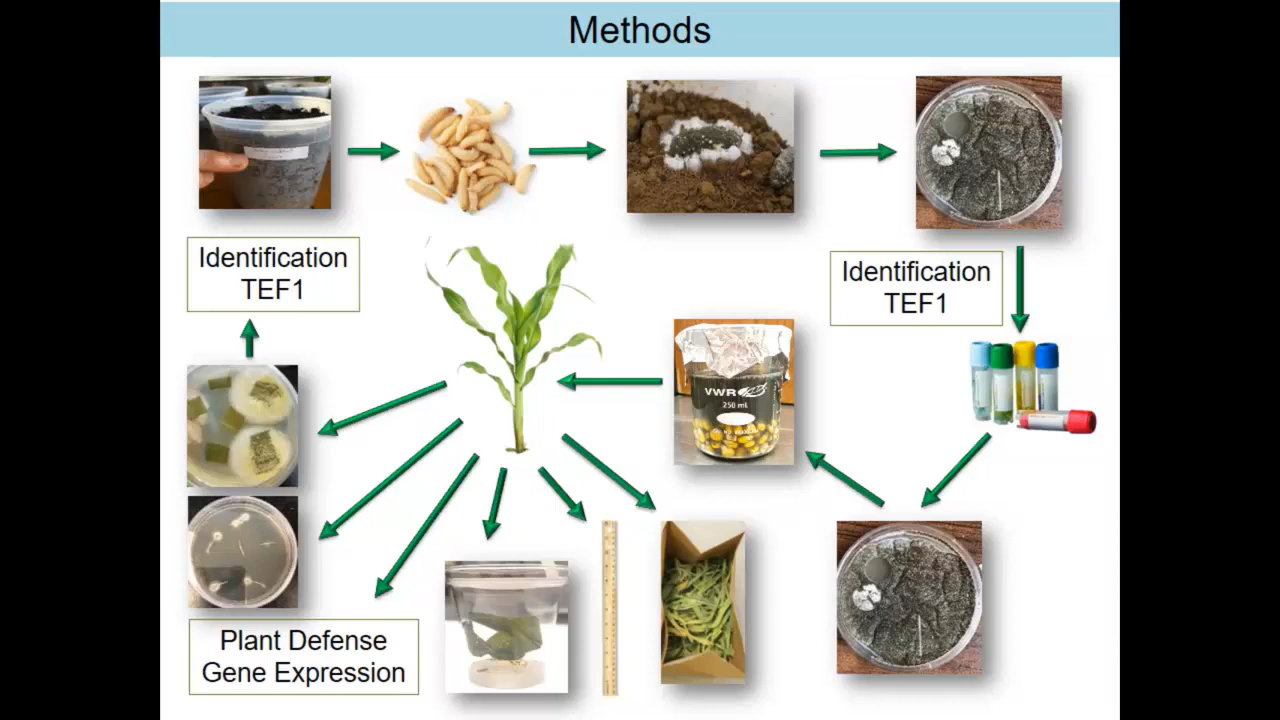 Methods
Identification
TEF1
Identification
TEF1
VWR
250 mL
Plant Defense
Gene Expression